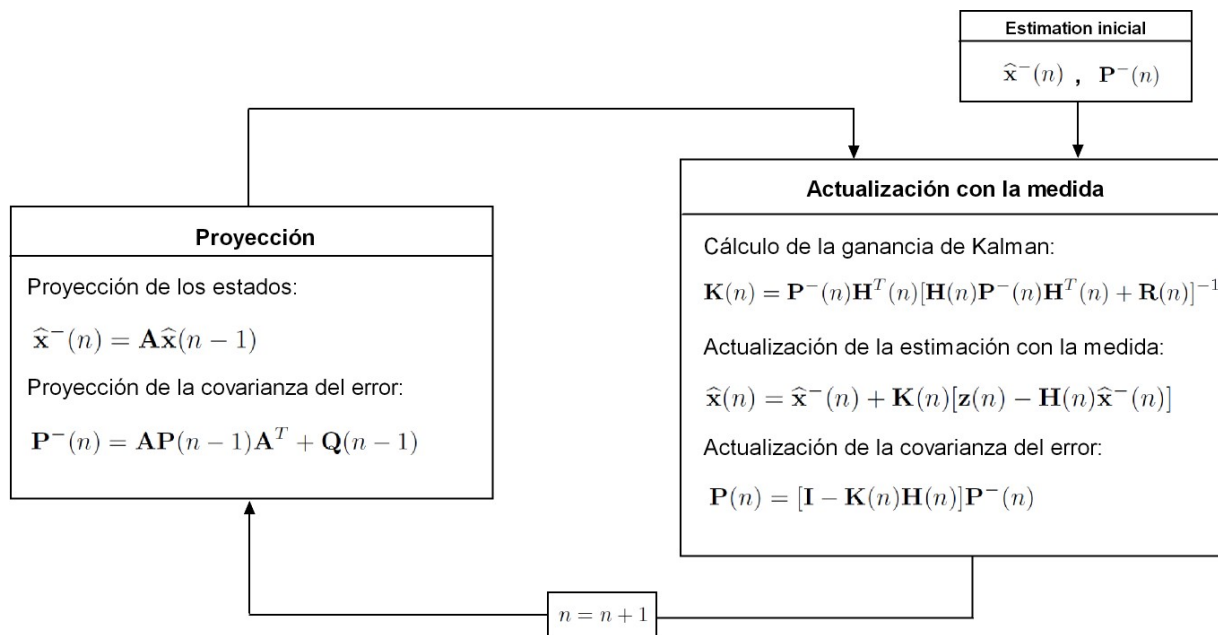 Estimation inicial
x̂⁻(n) , P⁻(n)
Proyección
Proyección de los estados:
x̂⁻(n) = Ax̂(n − 1)
Proyección de la covarianza del error:
P⁻(n) = AP(n − 1)Aᵀ + Q(n − 1)
Actualización con la medida
Cálculo de la ganancia de Kalman:
K(n) = P⁻(n)Hᵀ(n)[H(n)P⁻(n)Hᵀ(n) + R(n)]⁻¹
Actualización de la estimación con la medida:
x̂(n) = x̂⁻(n) + K(n)[z(n) − H(n)x̂⁻(n)]
Actualización de la covarianza del error:
P(n) = [I − K(n)H(n)]P⁻(n)
n = n + 1